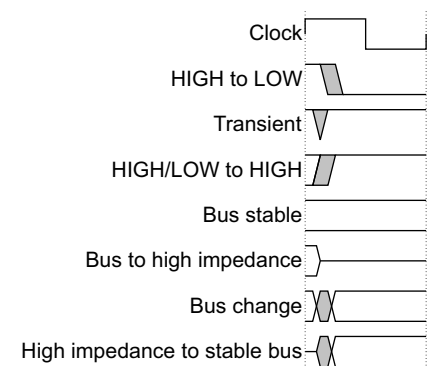 Clock
HIGH to LOW
Transient
HIGH/LOW to HIGH
Bus stable
Bus to high impedance
Bus change
High impedance to stable bus